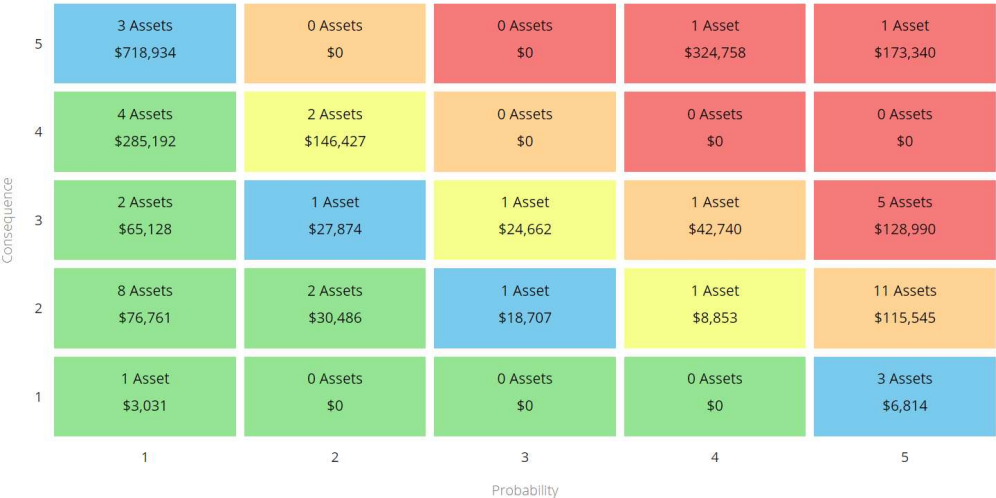 3 Assets
$718,934
0 Assets
$0
0 Assets
$0
1 Asset
$324,758
1 Asset
$173,340
5
4 Assets
$285,192
2 Assets
$146,427
0 Assets
$0
0 Assets
$0
0 Assets
$0
4
2 Assets
$65,128
1 Asset
$27,874
1 Asset
$24,662
1 Asset
$42,740
5 Assets
$128,990
3
8 Assets
$76,761
2 Assets
$30,486
1 Asset
$18,707
1 Asset
$8,853
11 Assets
$115,545
2
1 Asset
$3,031
0 Assets
$0
0 Assets
$0
0 Assets
$0
3 Assets
$6,814
1
Consequence
1
2
3
4
5
Probability